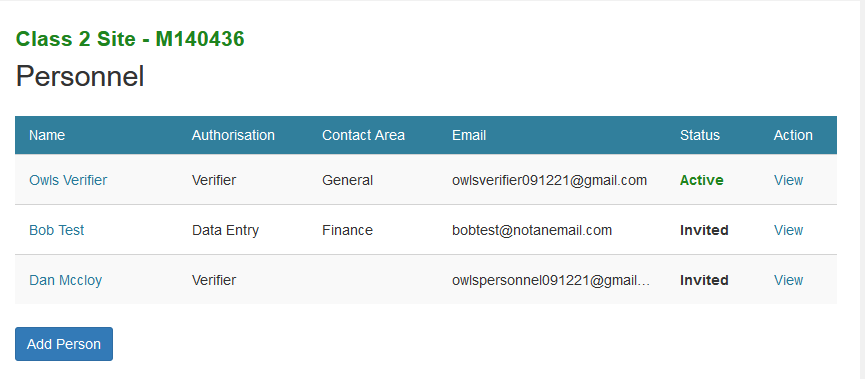 Class 2 Site - M140436
Personnel
Name Authorisation Contact Area Email Status Action
Owls Verifier Verifier General owlsverifier091221@gmail.com Active View
Bob Test Data Entry Finance bobtest@notanemail.com Invited View
Dan Mccloy Verifier owlspersonnel091221@gmail... Invited View
Add Person